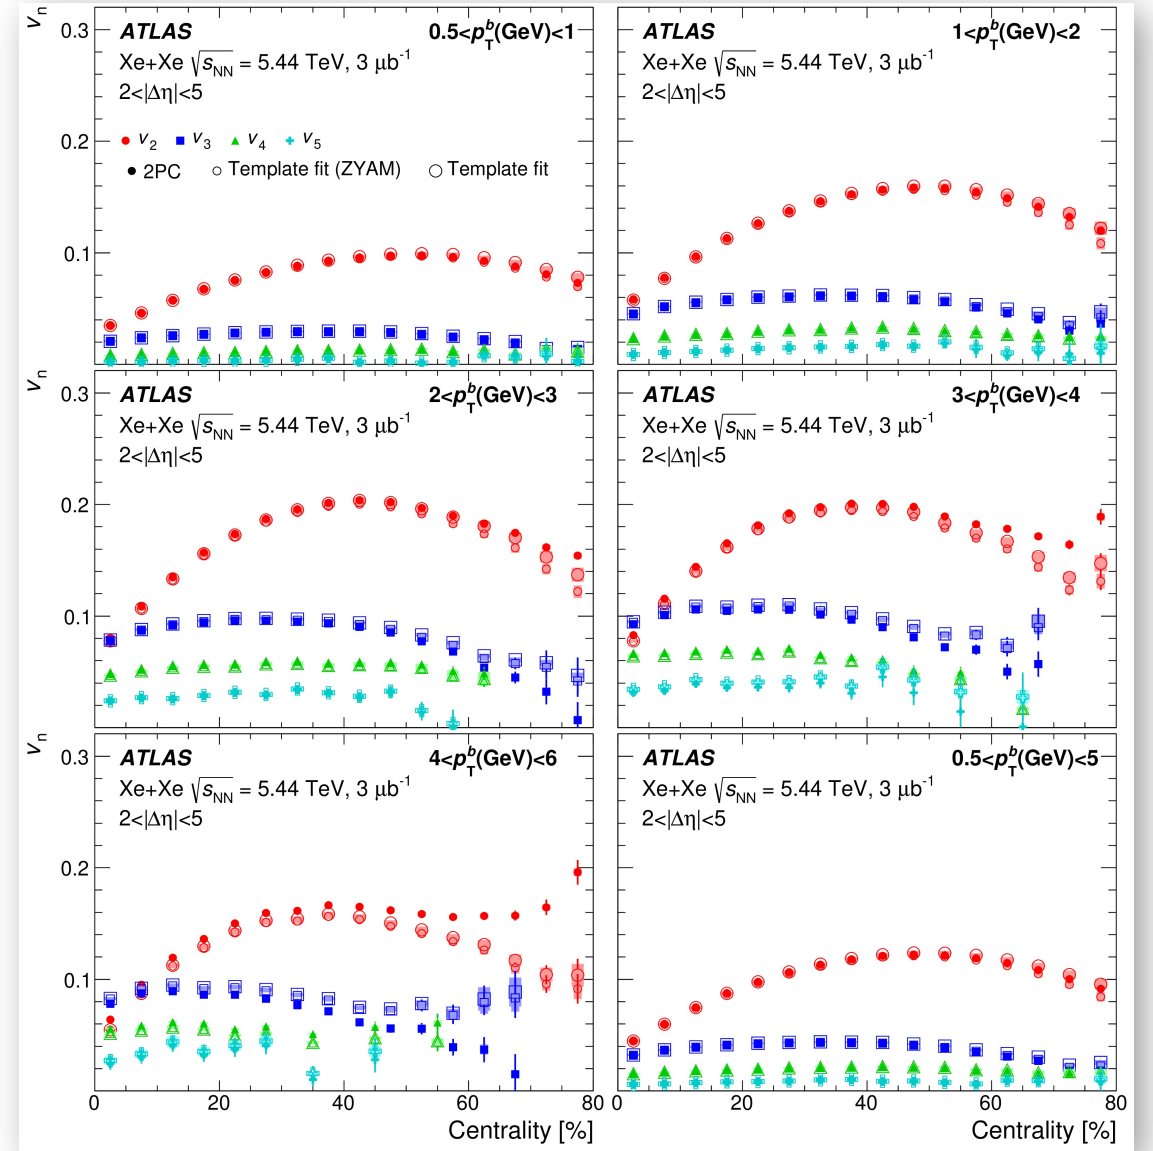 vₙ
0.3
ATLAS
0.5<p_T^b(GeV)<1
Xe+Xe √s_NN = 5.44 TeV, 3 μb⁻¹
2<|Δη|<5
0.2
v₂ v₃ v₄ v₅
2PC Template fit (ZYAM) Template fit
0.1
ATLAS
1<p_T^b(GeV)<2
Xe+Xe √s_NN = 5.44 TeV, 3 μb⁻¹
2<|Δη|<5
vₙ
0.3
ATLAS
2<p_T^b(GeV)<3
Xe+Xe √s_NN = 5.44 TeV, 3 μb⁻¹
2<|Δη|<5
0.2
0.1
ATLAS
3<p_T^b(GeV)<4
Xe+Xe √s_NN = 5.44 TeV, 3 μb⁻¹
2<|Δη|<5
vₙ
0.3
ATLAS
4<p_T^b(GeV)<6
Xe+Xe √s_NN = 5.44 TeV, 3 μb⁻¹
2<|Δη|<5
0.2
0.1
0 20 40 60 80
Centrality [%]
ATLAS
0.5<p_T^b(GeV)<5
Xe+Xe √s_NN = 5.44 TeV, 3 μb⁻¹
2<|Δη|<5
0 20 40 60 80
Centrality [%]